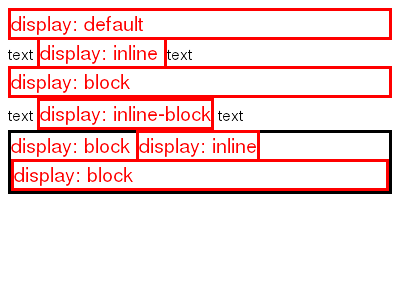 display: default
text display: inline text
display: block
text display: inline-block text
display: block display: inline
display: block